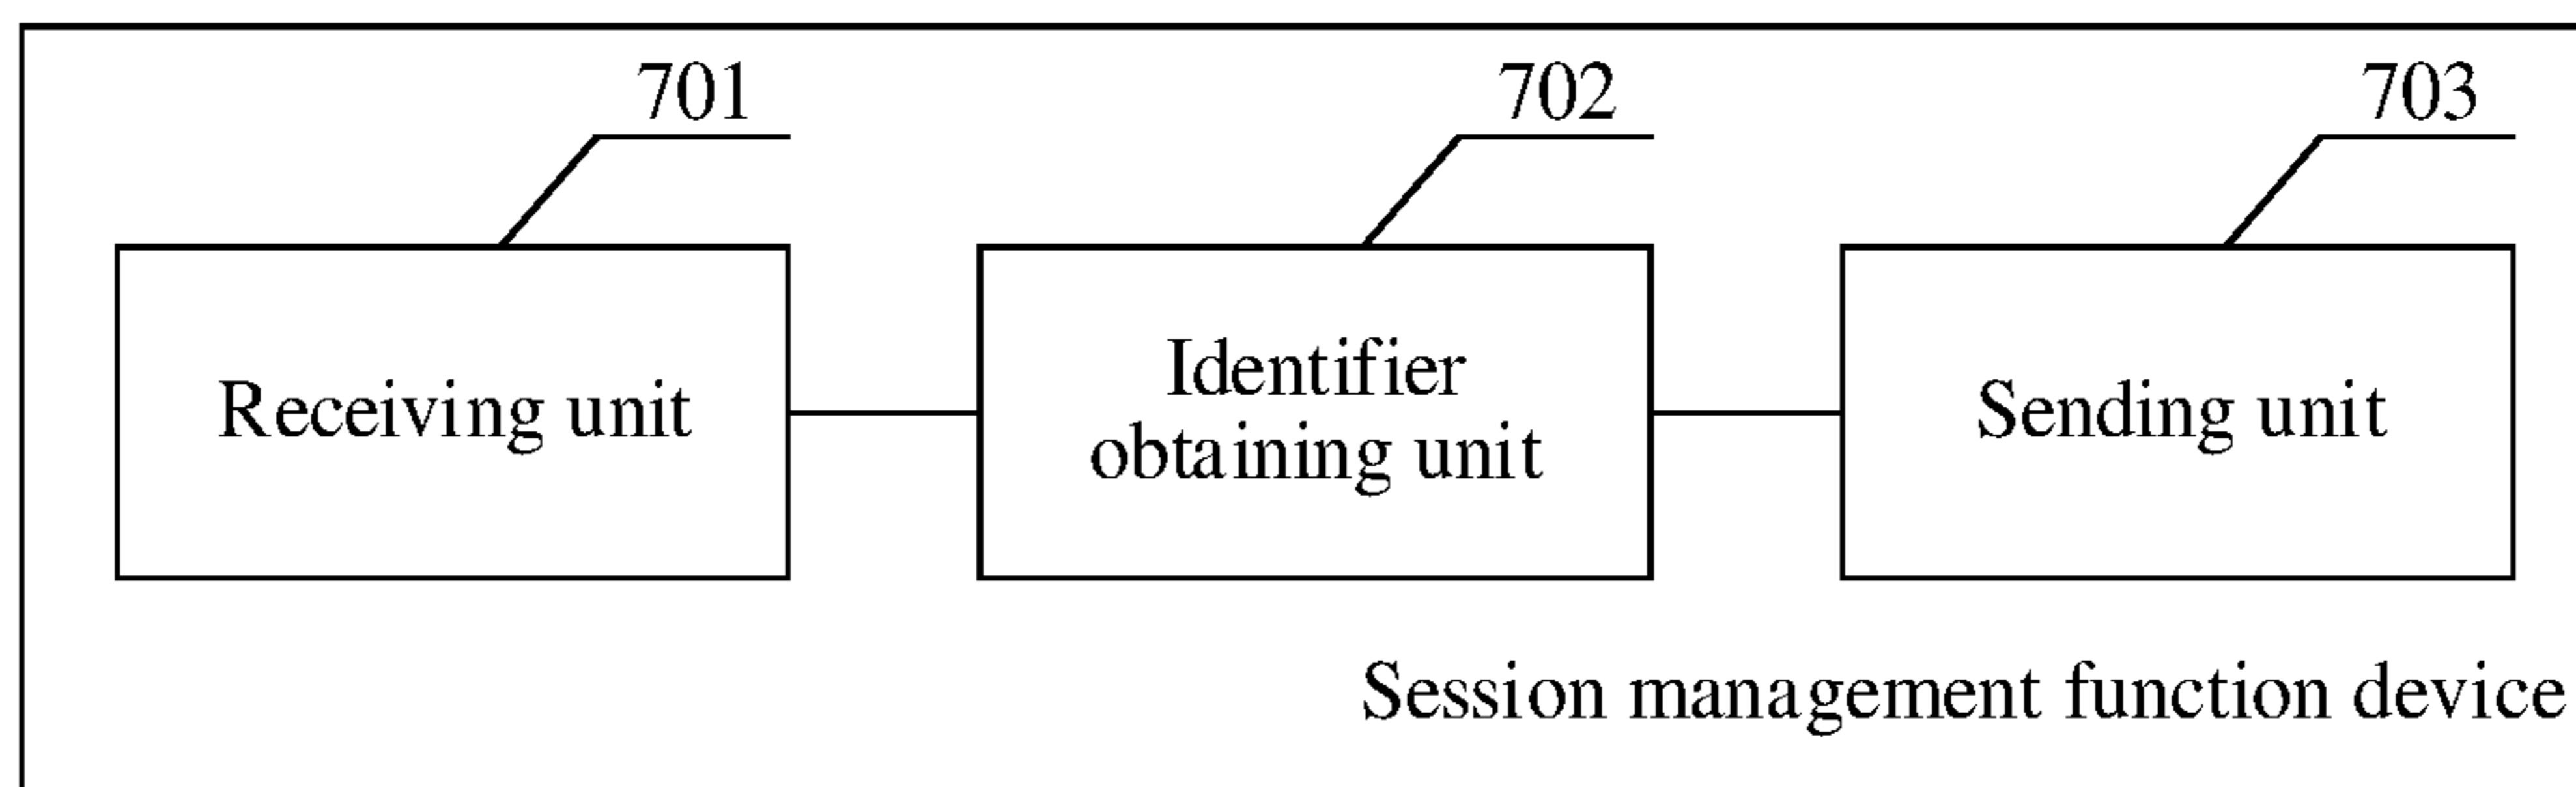 701
702
703
Receiving unit
Identifier
obtaining unit
Sending unit
Session management function device